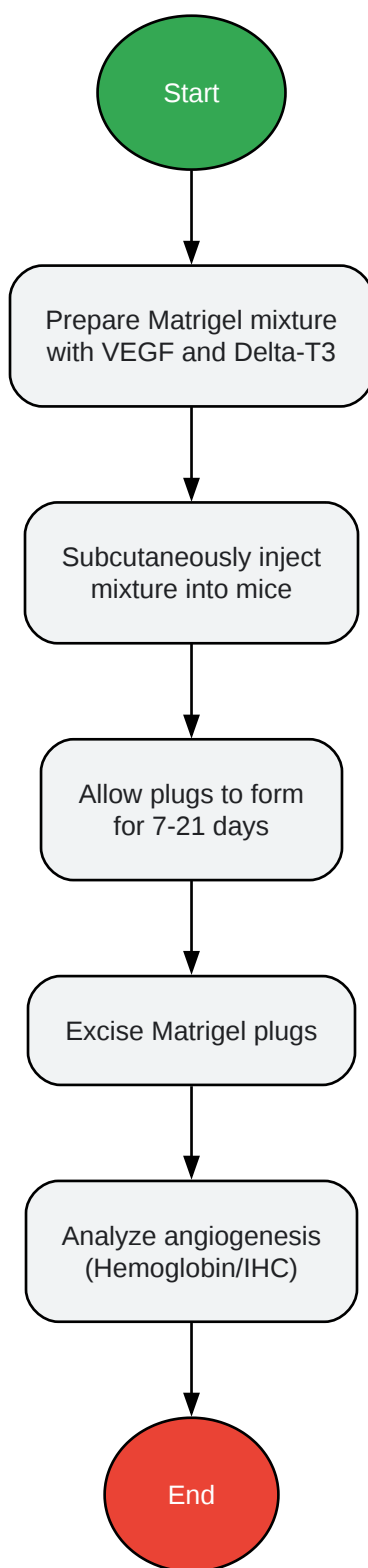 Start
Prepare Matrigel mixture
with VEGF and Delta-T3
Subcutaneously inject
mixture into mice
Allow plugs to form
for 7-21 days
Excise Matrigel plugs
Analyze angiogenesis
(Hemoglobin/IHC)
End